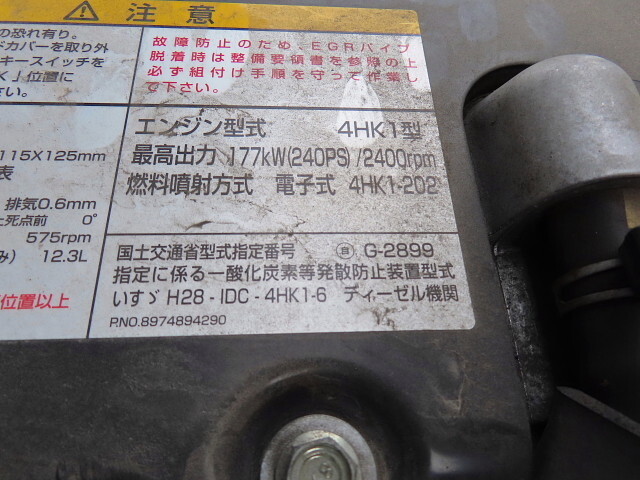 ⚠ 注意
の恐れ有り。
ドカバーを取り外
キースイッチを
K」位置に
さい。
故障防止のため、EGRパイプ
脱着時は整備要領書を参照の上
必ず組付け手順を守って作業し
て下さい。
115X125mm
表
排気0.6mm
上死点前 0°
575rpm
み) 12.3L
位置以上
エンジン型式 4HK1型
最高出力 177kW(240PS)/2400rpm
燃料噴射方式 電子式 4HK1-202
国土交通省型式指定番号 自 G-2899
指定に係る一酸化炭素等発散防止装置型式
いすゞ H28 - IDC - 4HK1-6 ディーゼル機関
P.NO.8974894290